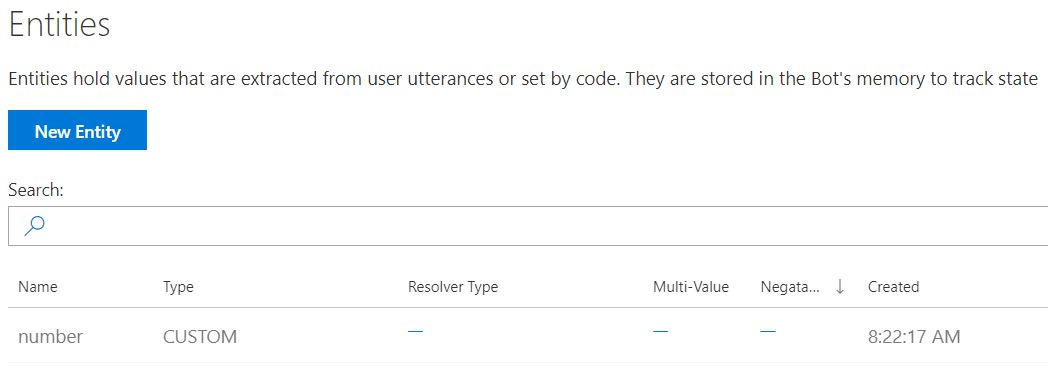 Entities
Entities hold values that are extracted from user utterances or set by code. They are stored in the Bot's memory to track state
New Entity
Search:
Name Type Resolver Type Multi-Value Negata... ↓ Created
number CUSTOM — — — 8:22:17 AM